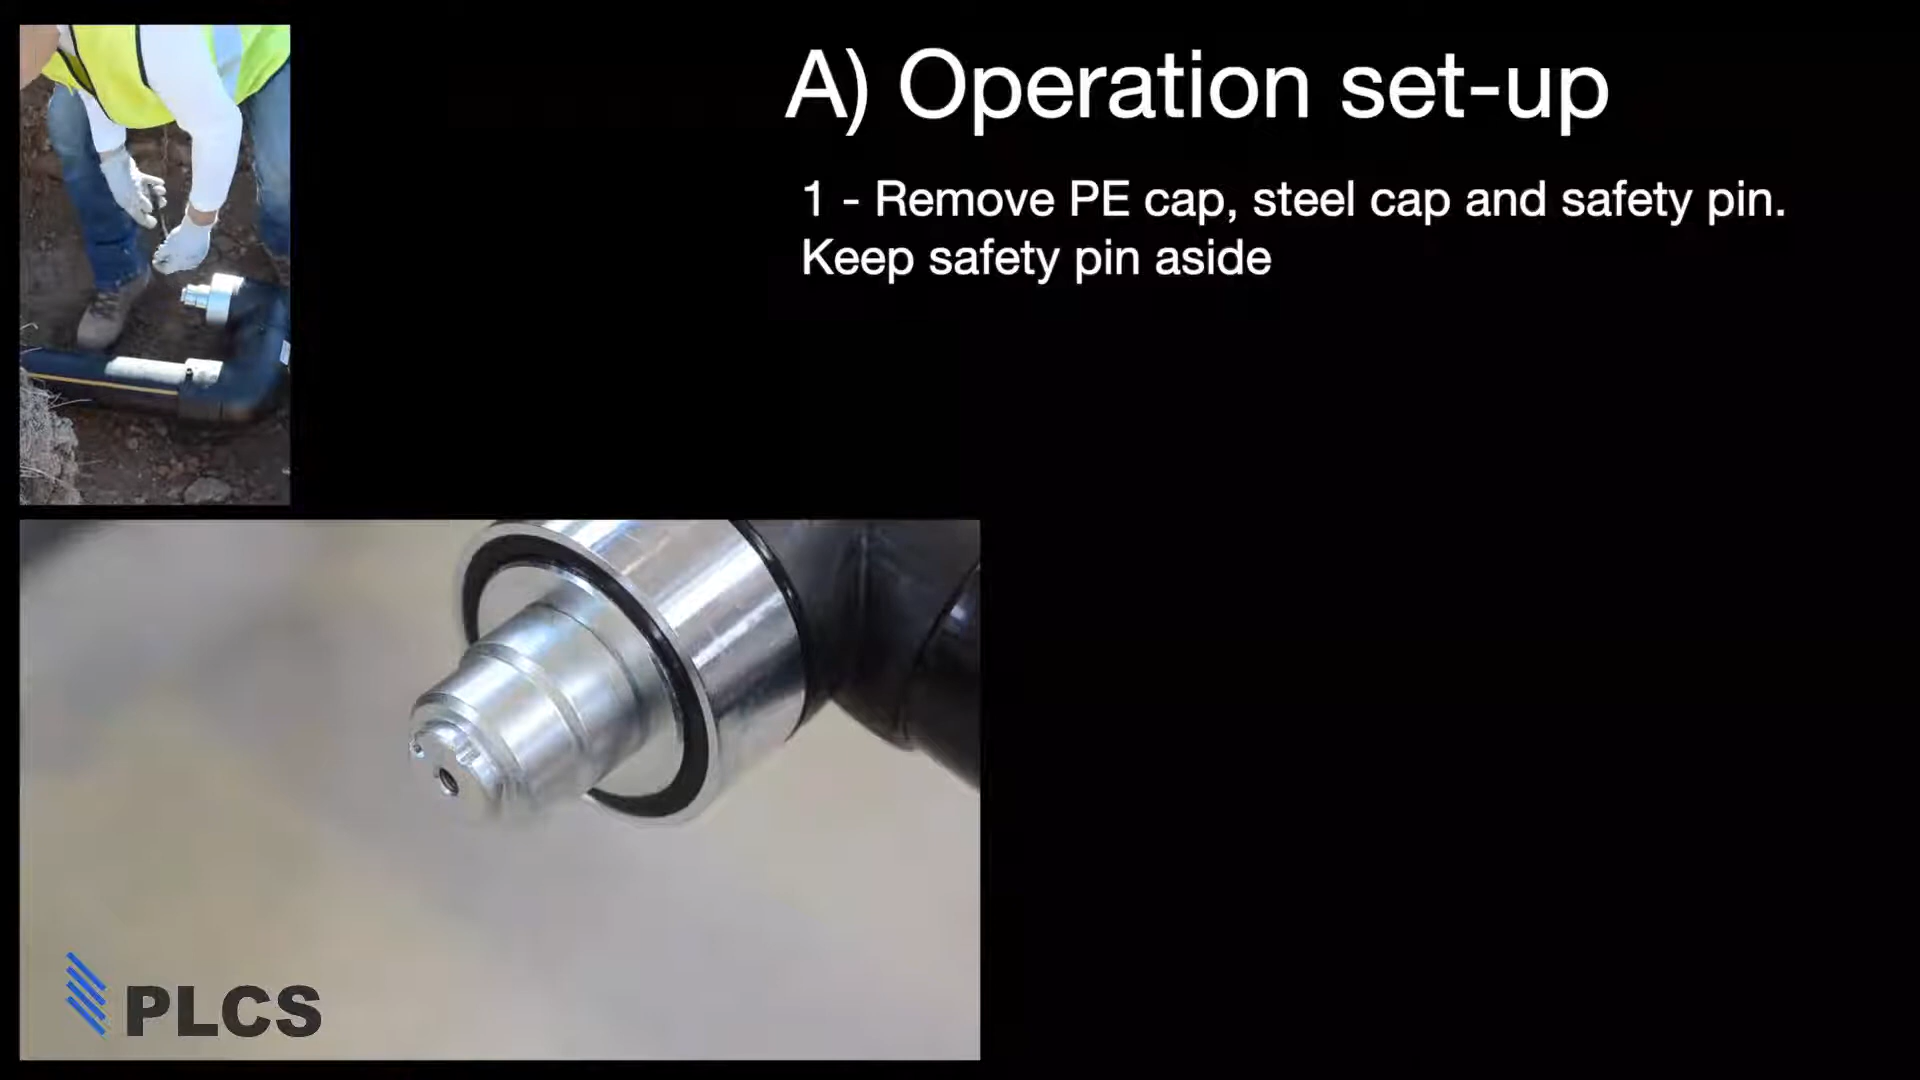 A) Operation set-up
1 - Remove PE cap, steel cap and safety pin.
Keep safety pin aside
PLCS